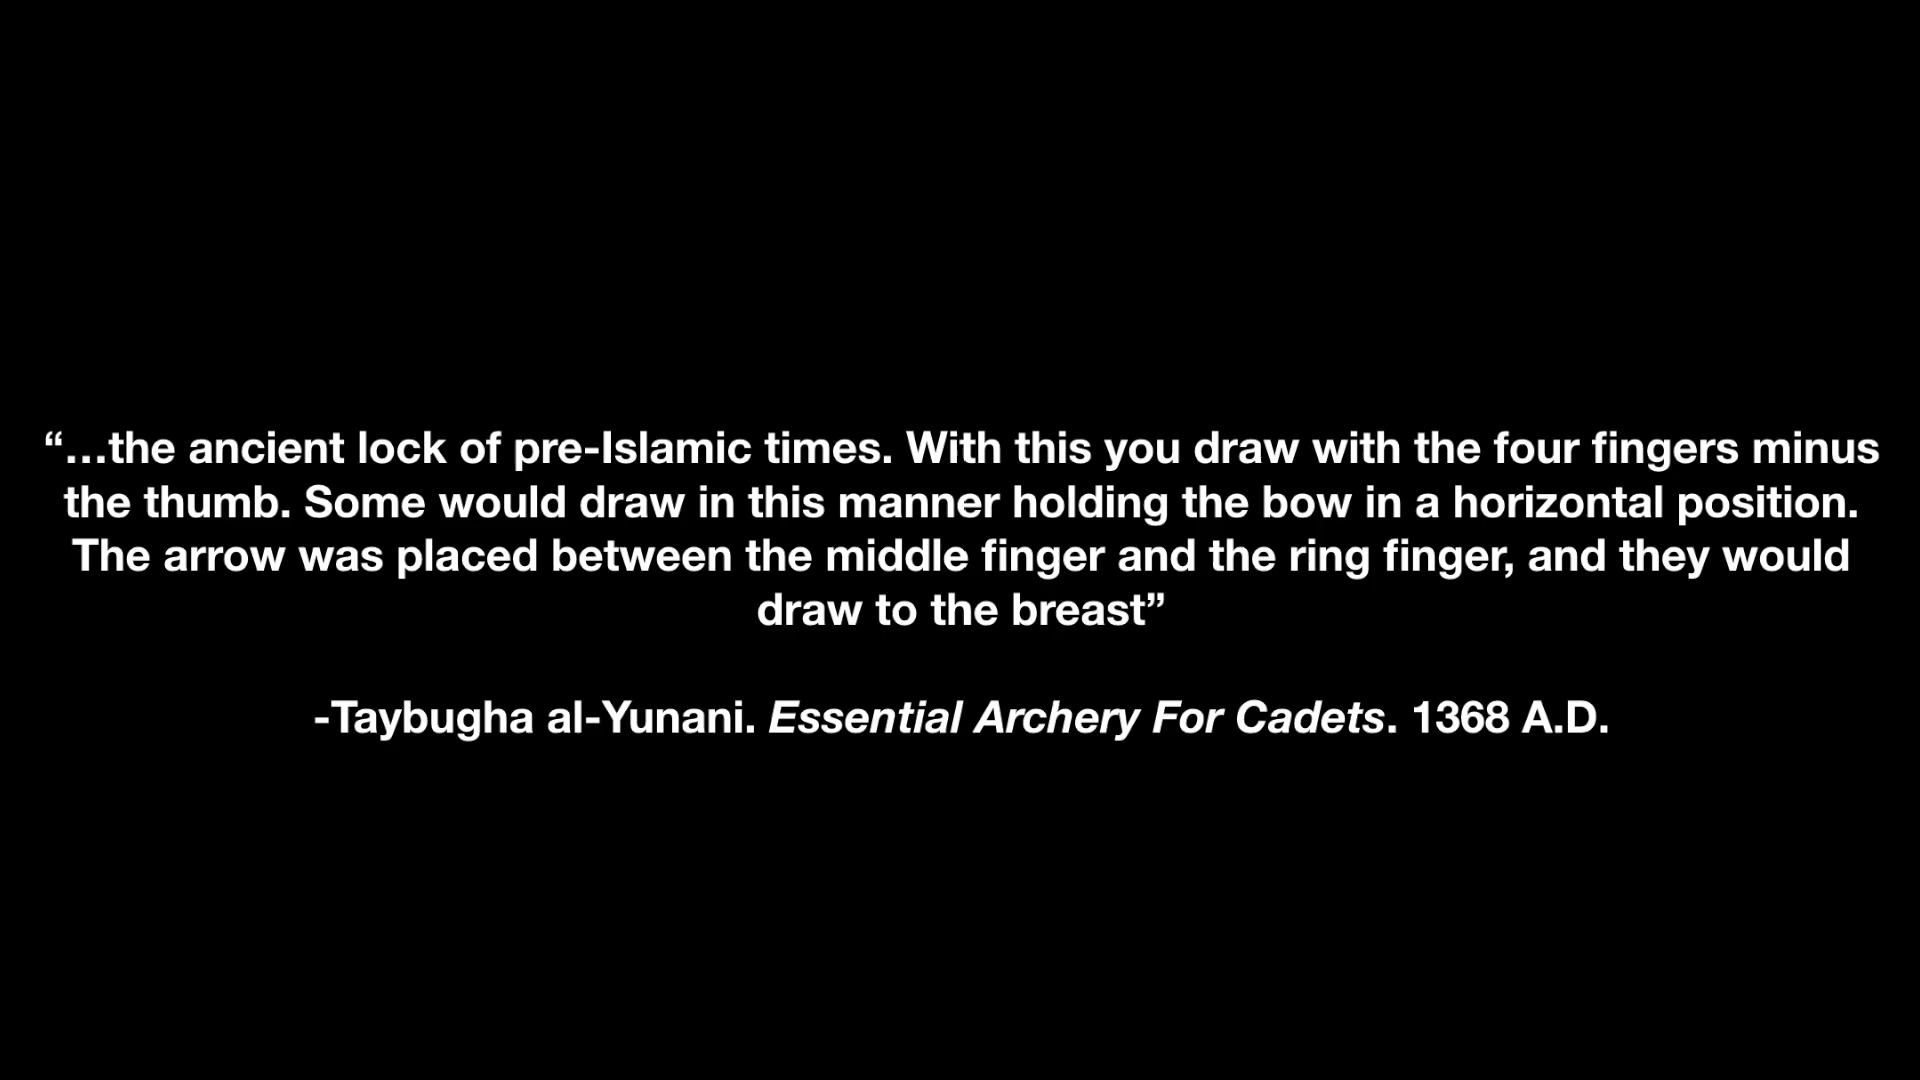 “…the ancient lock of pre-Islamic times. With this you draw with the four fingers minus
the thumb. Some would draw in this manner holding the bow in a horizontal position.
The arrow was placed between the middle finger and the ring finger, and they would
draw to the breast”
-Taybugha al-Yunani. Essential Archery For Cadets. 1368 A.D.